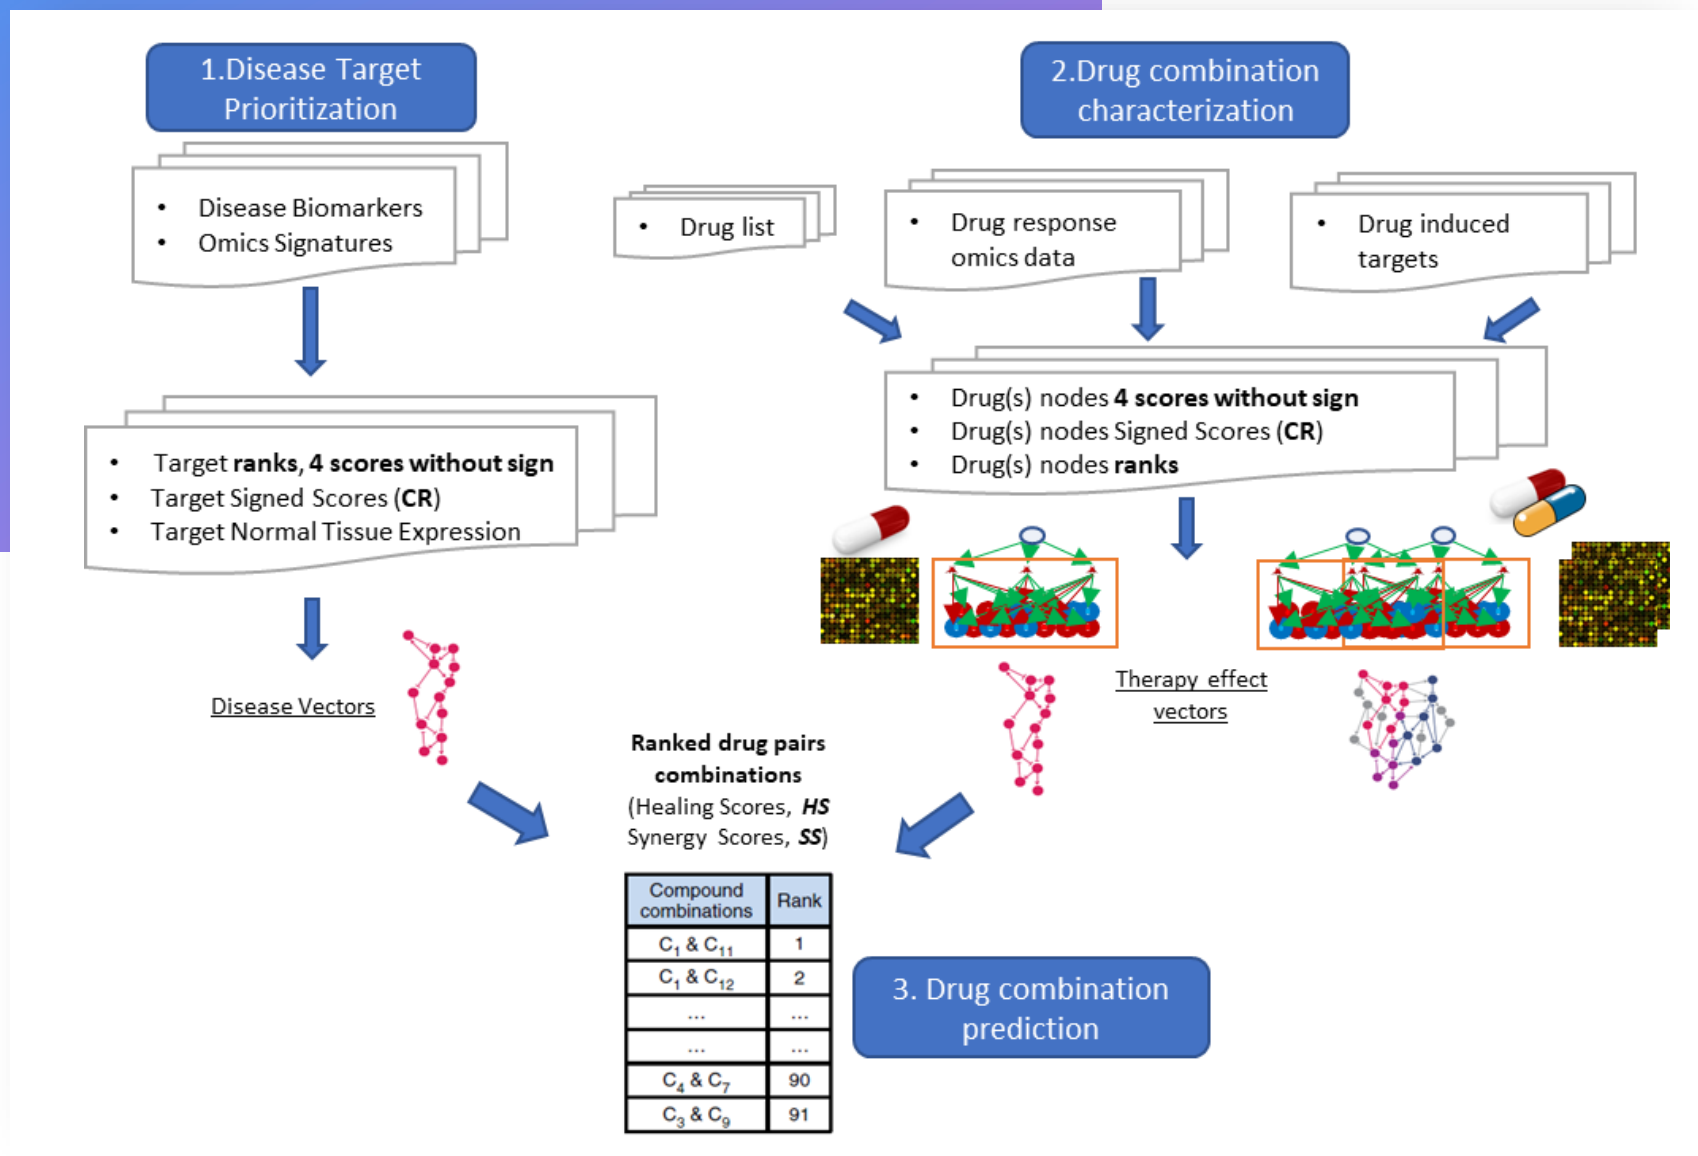 1.Disease Target
Prioritization
• Disease Biomarkers
• Omics Signatures
• Target ranks, 4 scores without sign
• Target Signed Scores (CR)
• Target Normal Tissue Expression
Disease Vectors
2.Drug combination
characterization
• Drug list
• Drug response
omics data
• Drug induced
targets
• Drug(s) nodes 4 scores without sign
• Drug(s) nodes Signed Scores (CR)
• Drug(s) nodes ranks
Therapy effect
vectors
Ranked drug pairs
combinations
(Healing Scores, HS
Synergy Scores, SS)
Compound
combinations
Rank
C1 & C11 1
C1 & C12 2
... ...
... ...
C4 & C7 90
C3 & C9 91
3. Drug combination
prediction